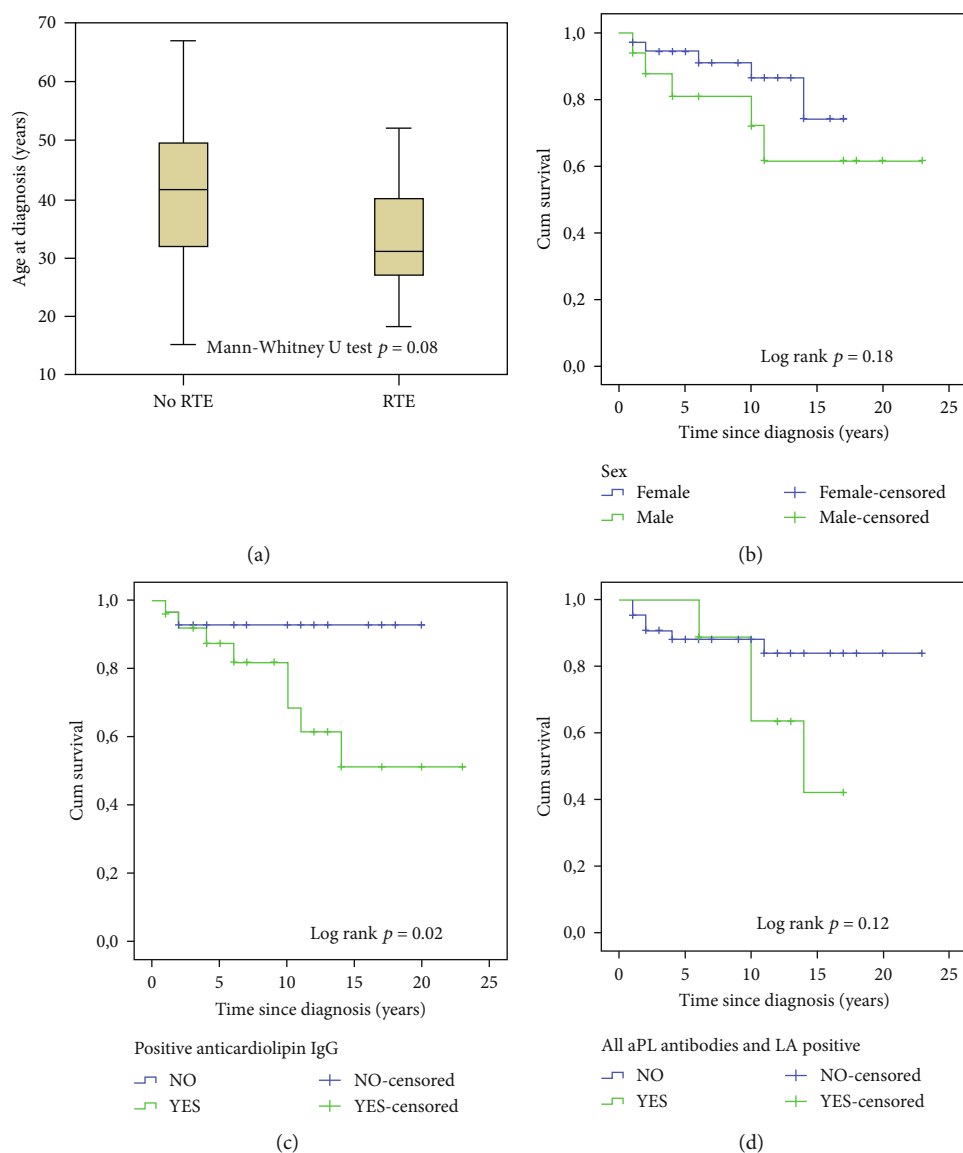 70
60
50
40
30
20
10
Age at diagnosis (years)
Mann-Whitney U test p = 0.08
No RTE
RTE
(a)
1,0
0,8
0,6
0,4
0,2
0,0
Cum survival
Log rank p = 0.18
0 5 10 15 20 25
Time since diagnosis (years)
Sex
Female Female-censored
Male Male-censored
(b)
1,0
0,8
0,6
0,4
0,2
0,0
Cum survival
Log rank p = 0.02
0 5 10 15 20 25
Time since diagnosis (years)
Positive anticardiolipin IgG
NO NO-censored
YES YES-censored
(c)
1,0
0,8
0,6
0,4
0,2
0,0
Cum survival
Log rank p = 0.12
0 5 10 15 20 25
Time since diagnosis (years)
All aPL antibodies and LA positive
NO NO-censored
YES YES-censored
(d)